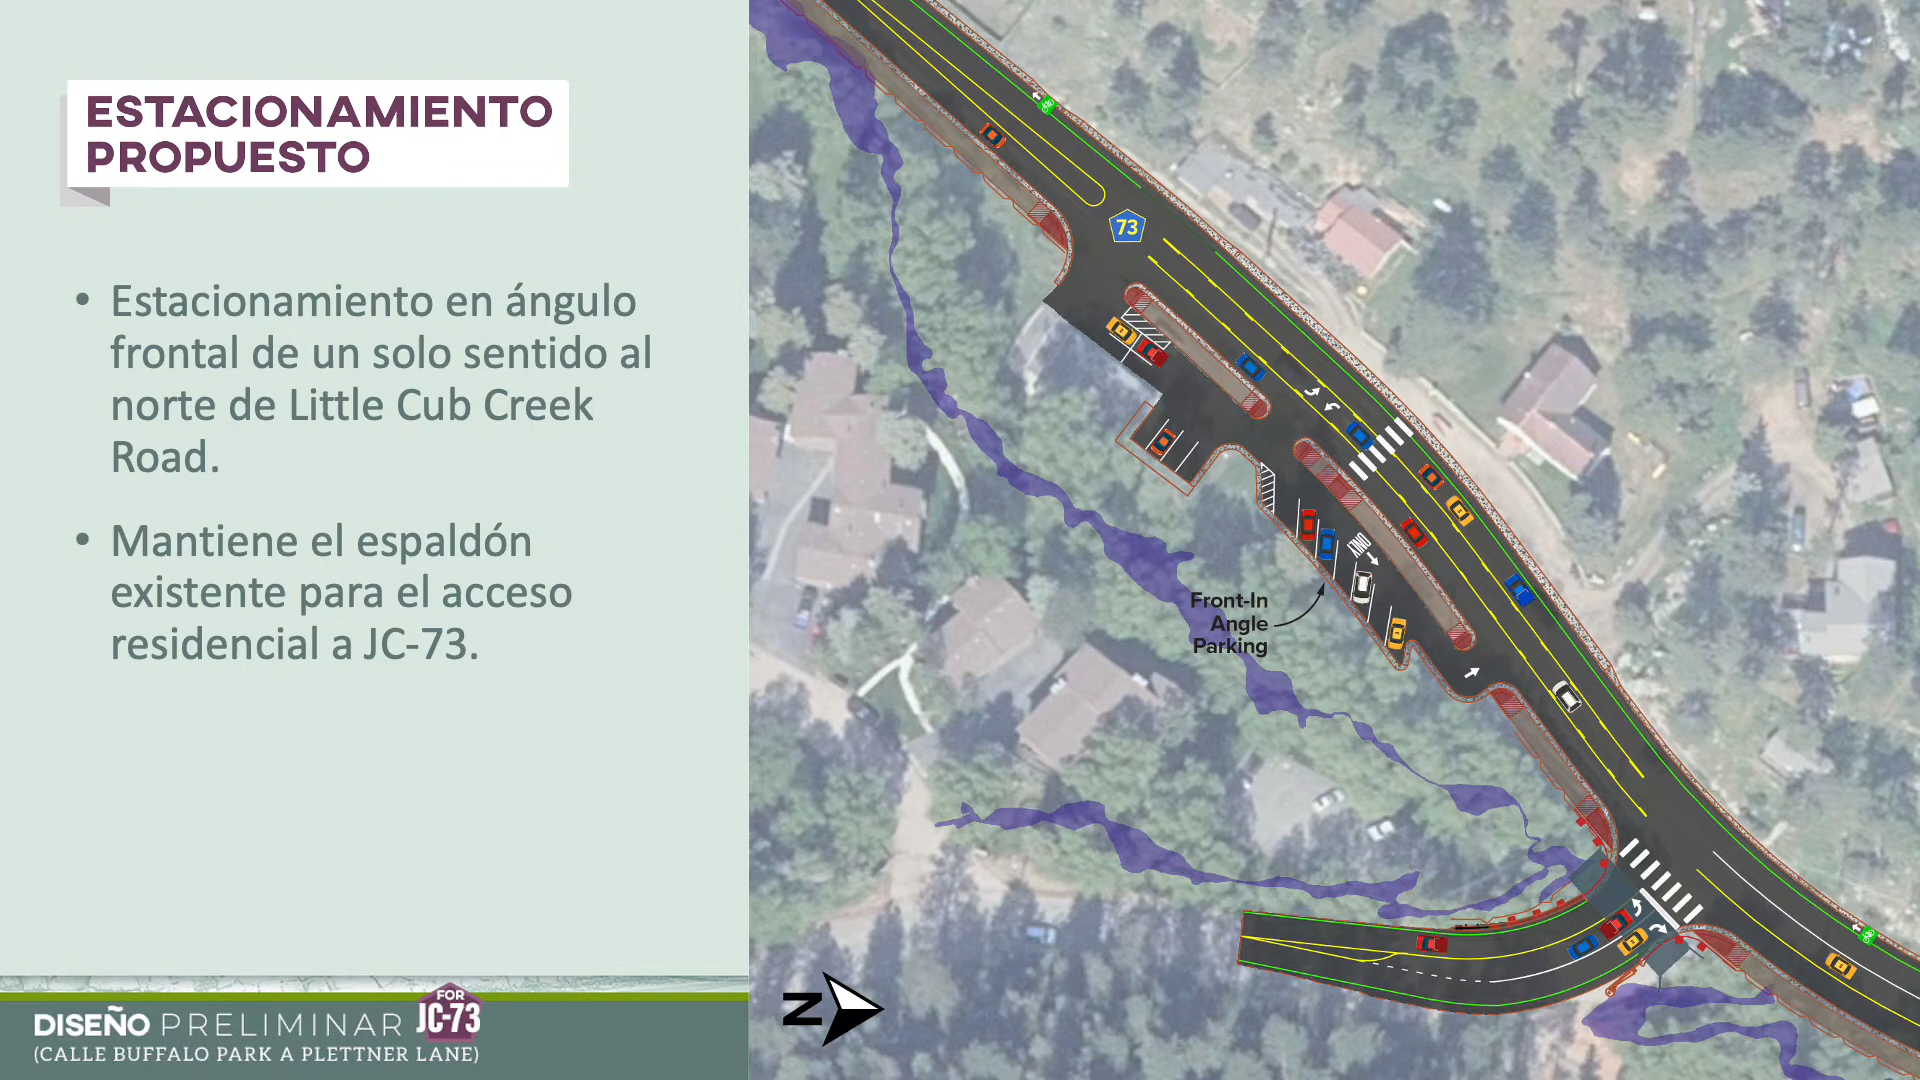 ESTACIONAMIENTO
PROPUESTO
• Estacionamiento en ángulo
frontal de un solo sentido al
norte de Little Cub Creek
Road.
• Mantiene el espaldón
existente para el acceso
residencial a JC-73.
73
ONLY
Front-In
Angle
Parking
N
FOR
JC-73
DISEÑO PRELIMINAR
(CALLE BUFFALO PARK A PLETTNER LANE)